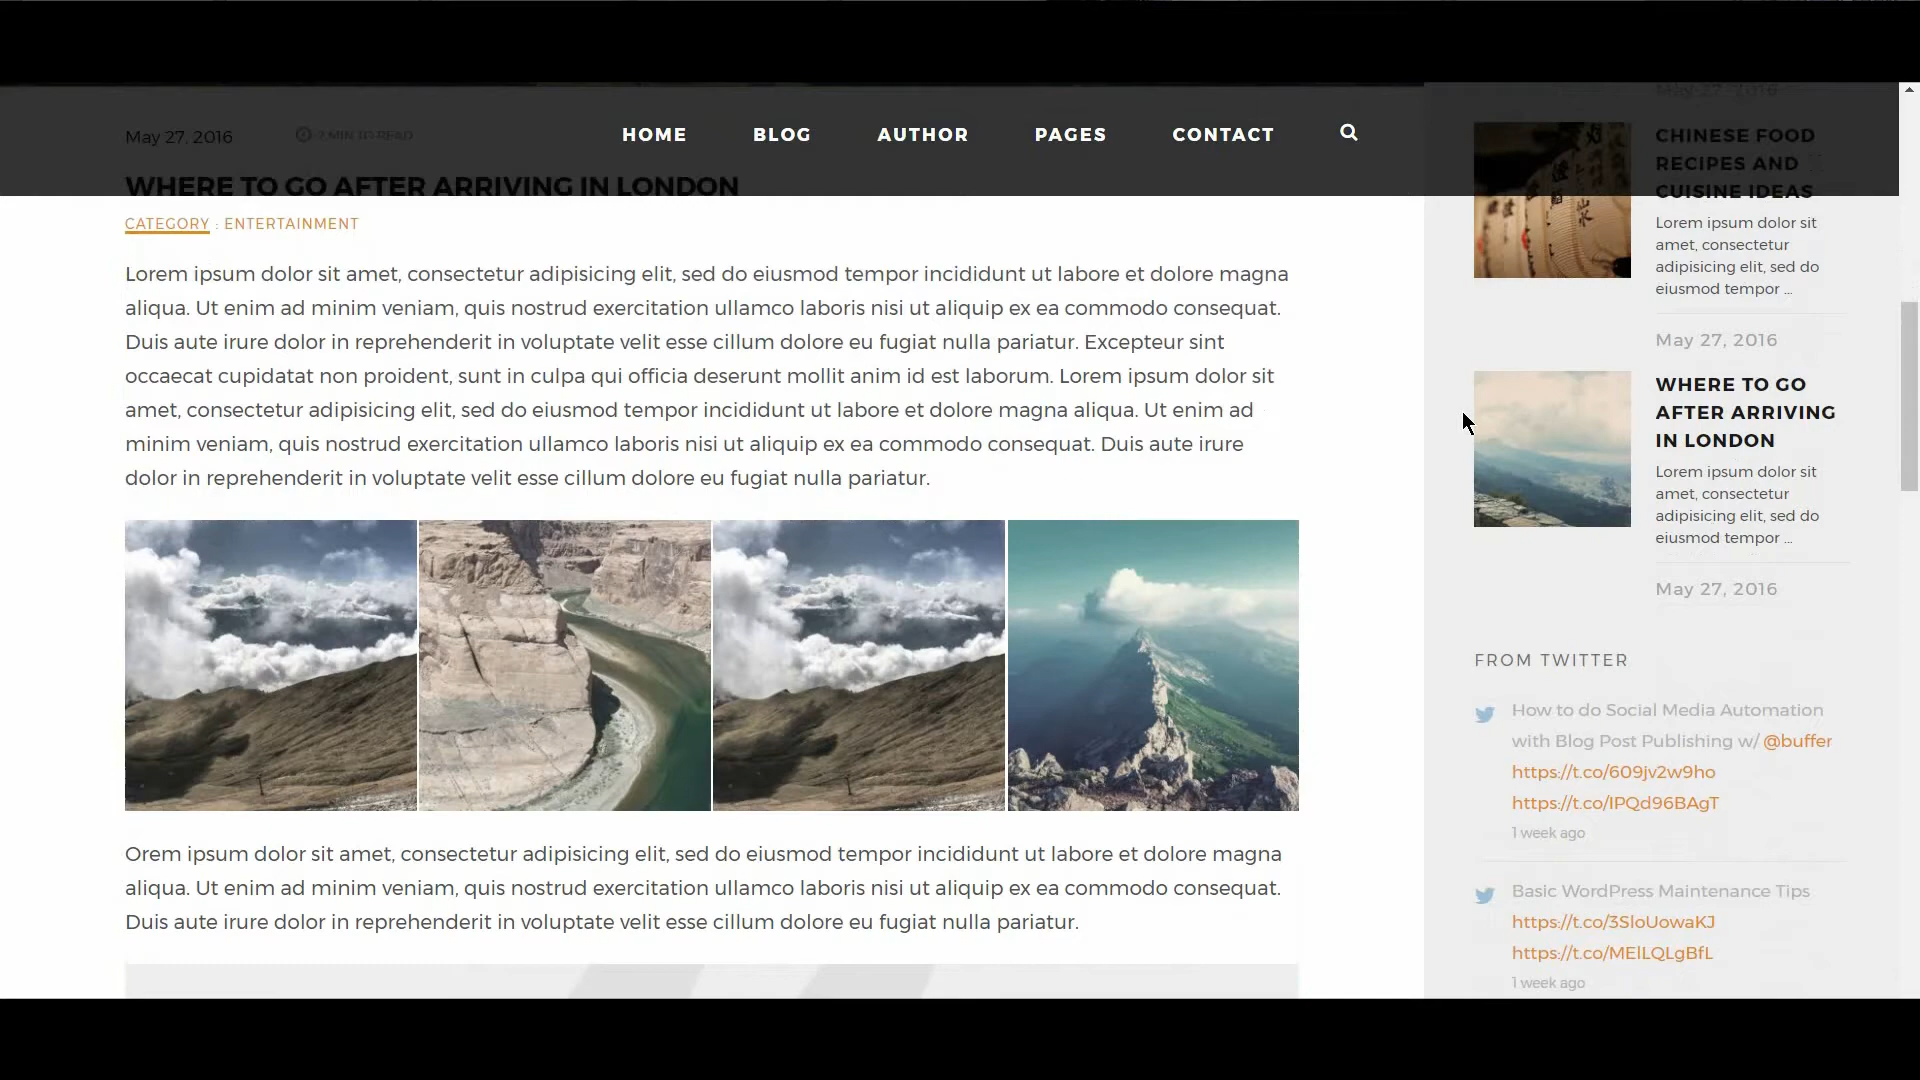 HOME BLOG AUTHOR PAGES CONTACT
May 27, 2016 2 MIN TO READ
WHERE TO GO AFTER ARRIVING IN LONDON
CATEGORY : ENTERTAINMENT
Lorem ipsum dolor sit amet, consectetur adipisicing elit, sed do eiusmod tempor incididunt ut labore et dolore magna
aliqua. Ut enim ad minim veniam, quis nostrud exercitation ullamco laboris nisi ut aliquip ex ea commodo consequat.
Duis aute irure dolor in reprehenderit in voluptate velit esse cillum dolore eu fugiat nulla pariatur. Excepteur sint
occaecat cupidatat non proident, sunt in culpa qui officia deserunt mollit anim id est laborum. Lorem ipsum dolor sit
amet, consectetur adipisicing elit, sed do eiusmod tempor incididunt ut labore et dolore magna aliqua. Ut enim ad
minim veniam, quis nostrud exercitation ullamco laboris nisi ut aliquip ex ea commodo consequat. Duis aute irure
dolor in reprehenderit in voluptate velit esse cillum dolore eu fugiat nulla pariatur.
Orem ipsum dolor sit amet, consectetur adipisicing elit, sed do eiusmod tempor incididunt ut labore et dolore magna
aliqua. Ut enim ad minim veniam, quis nostrud exercitation ullamco laboris nisi ut aliquip ex ea commodo consequat.
Duis aute irure dolor in reprehenderit in voluptate velit esse cillum dolore eu fugiat nulla pariatur.
May 27, 2016
CHINESE FOOD
RECIPES AND
CUISINE IDEAS
Lorem ipsum dolor sit
amet, consectetur
adipisicing elit, sed do
eiusmod tempor ...
May 27, 2016
WHERE TO GO
AFTER ARRIVING
IN LONDON
Lorem ipsum dolor sit
amet, consectetur
adipisicing elit, sed do
eiusmod tempor ...
May 27, 2016
FROM TWITTER
How to do Social Media Automation
with Blog Post Publishing w/ @buffer
https://t.co/609jv2w9ho
https://t.co/IPQd96BAgT
1 week ago
Basic WordPress Maintenance Tips
https://t.co/3SloUowaKJ
https://t.co/MElLQLgBfL
1 week ago